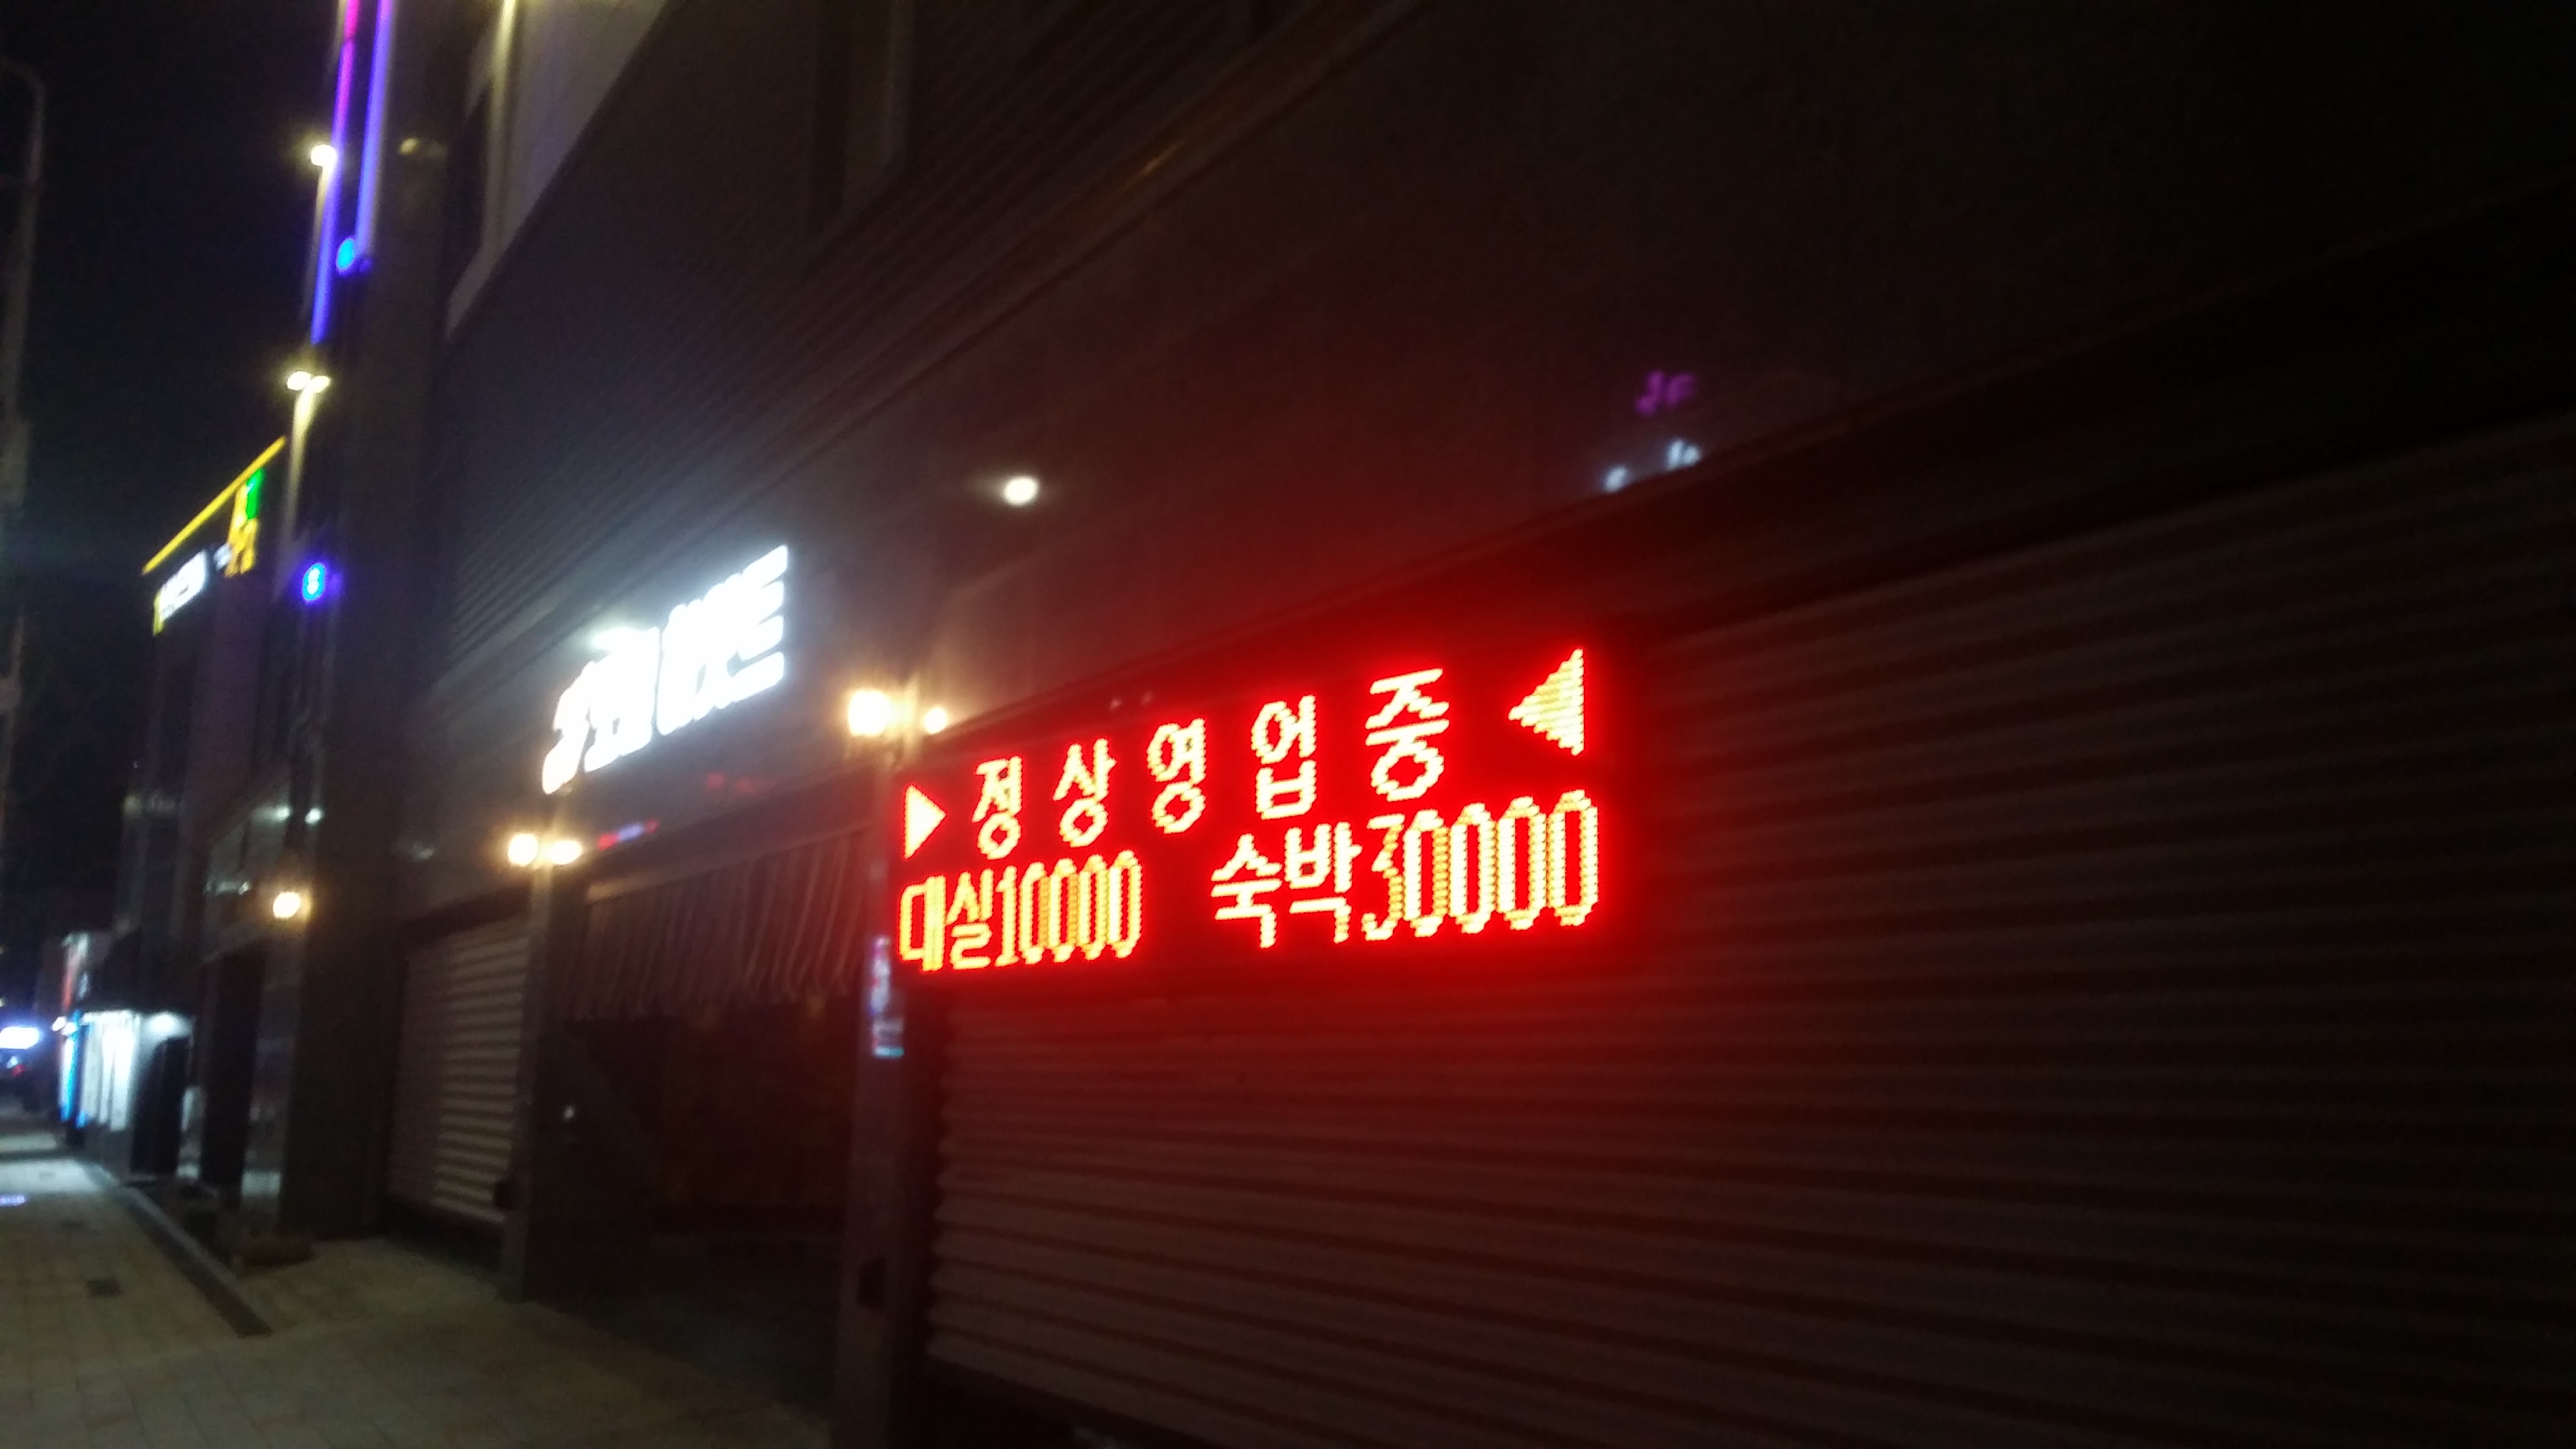 ▶ 정 상 영 업 중 ◀
대실10000 숙박30000